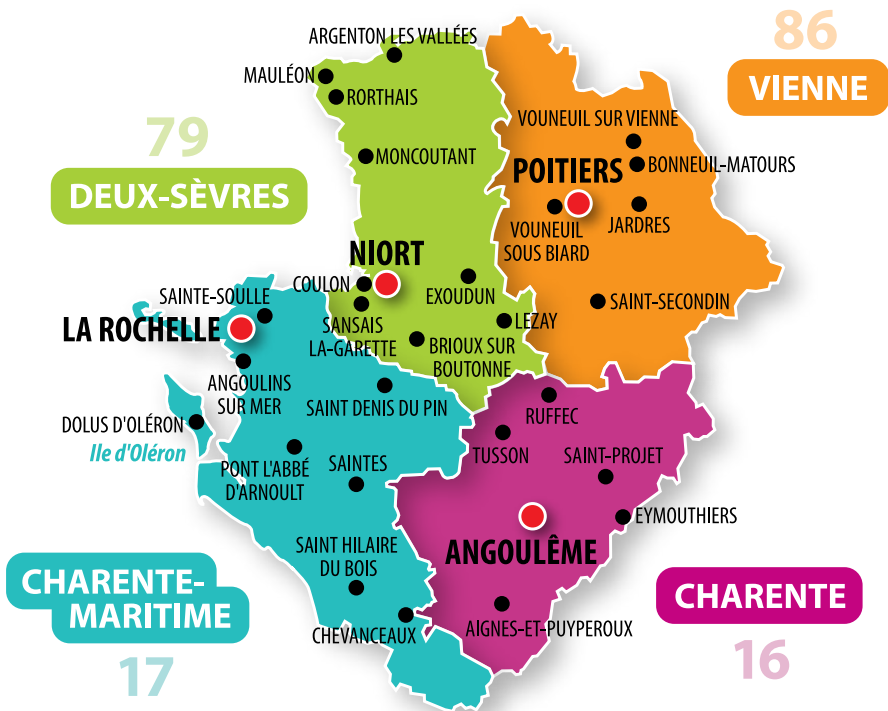 86
VIENNE
79
DEUX-SÈVRES
ARGENTON LES VALLÉES
MAULÉON
RORTHAIS
MONCOUTANT
VOUNEUIL SUR VIENNE
BONNEUIL-MATOURS
POITIERS
VOUNEUIL
SOUS BIARD
JARDRES
SAINT-SECONDIN
NIORT
COULON
SANSAIS
LA-GARETTE
EXOUDUN
LEZAY
BRIOUX SUR
BOUTONNE
SAINTE-SOULLE
LA ROCHELLE
ANGOULINS
SUR MER
SAINT DENIS DU PIN
DOLUS D'OLÉRON
Ile d'Oléron
PONT L'ABBÉ
D'ARNOULT
SAINTES
SAINT HILAIRE
DU BOIS
CHEVANCEAUX
RUFFEC
TUSSON
SAINT-PROJET
EYMOUTHIERS
ANGOULÊME
AIGNES-ET-PUYPEROUX
CHARENTE-
MARITIME
17
CHARENTE
16